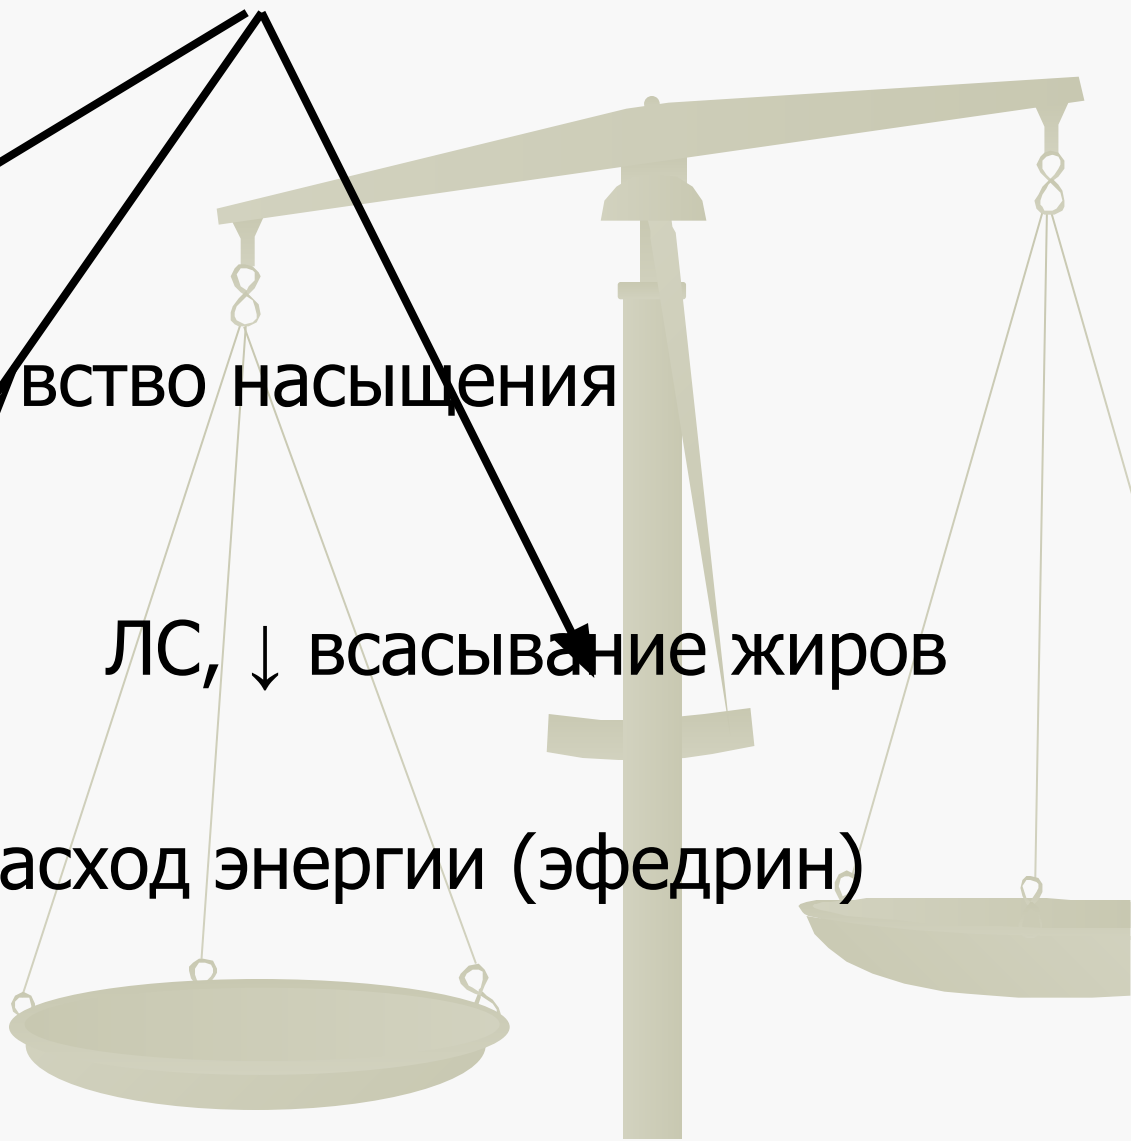 вство насыщения
ЛС, ↓ всасывание жиров
асход энергии (эфедрин)